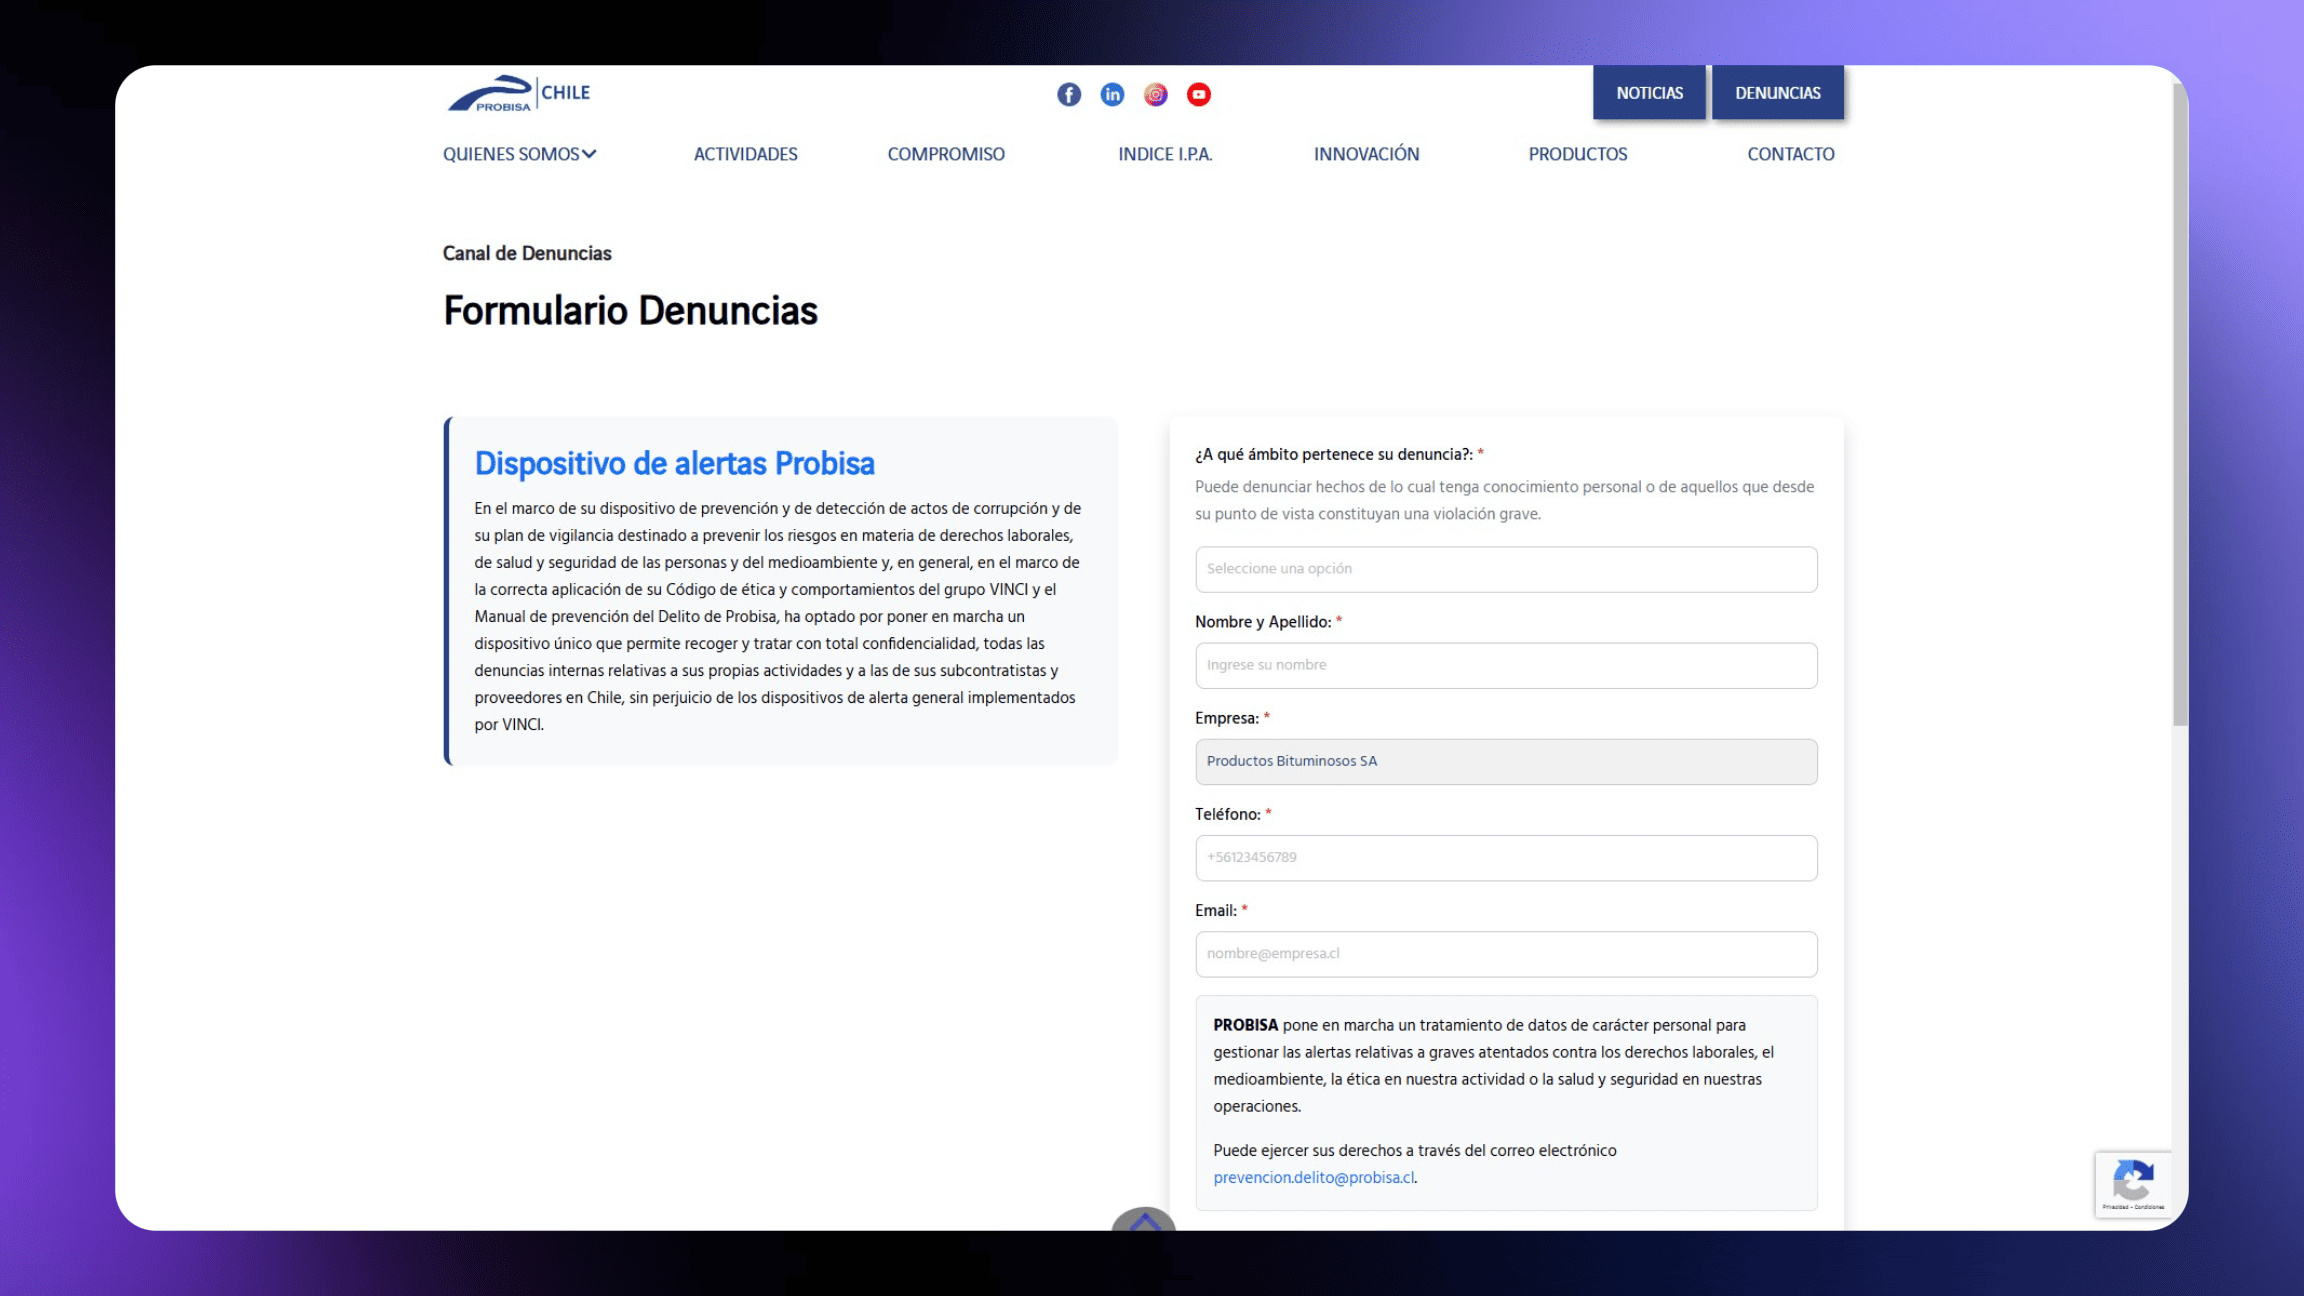 PROBISA CHILE
NOTICIAS
DENUNCIAS
QUIENES SOMOS
ACTIVIDADES
COMPROMISO
INDICE I.P.A.
INNOVACIÓN
PRODUCTOS
CONTACTO
Canal de Denuncias
Formulario Denuncias
Dispositivo de alertas Probisa
En el marco de su dispositivo de prevención y de detección de actos de corrupción y de
su plan de vigilancia destinado a prevenir los riesgos en materia de derechos laborales,
de salud y seguridad de las personas y del medioambiente y, en general, en el marco de
la correcta aplicación de su Código de ética y comportamientos del grupo VINCI y el
Manual de prevención del Delito de Probisa, ha optado por poner en marcha un
dispositivo único que permite recoger y tratar con total confidencialidad, todas las
denuncias internas relativas a sus propias actividades y a las de sus subcontratistas y
proveedores en Chile, sin perjuicio de los dispositivos de alerta general implementados
por VINCI.
¿A qué ámbito pertenece su denuncia?: *
Puede denunciar hechos de lo cual tenga conocimiento personal o de aquellos que desde
su punto de vista constituyan una violación grave.
Seleccione una opción
Nombre y Apellido: *
Ingrese su nombre
Empresa: *
Productos Bituminosos SA
Teléfono: *
+56123456789
Email: *
nombre@empresa.cl
PROBISA pone en marcha un tratamiento de datos de carácter personal para
gestionar las alertas relativas a graves atentados contra los derechos laborales, el
medioambiente, la ética en nuestra actividad o la salud y seguridad en nuestras
operaciones.
Puede ejercer sus derechos a través del correo electrónico
prevencion.delito@probisa.cl.
Privacidad - Condiciones